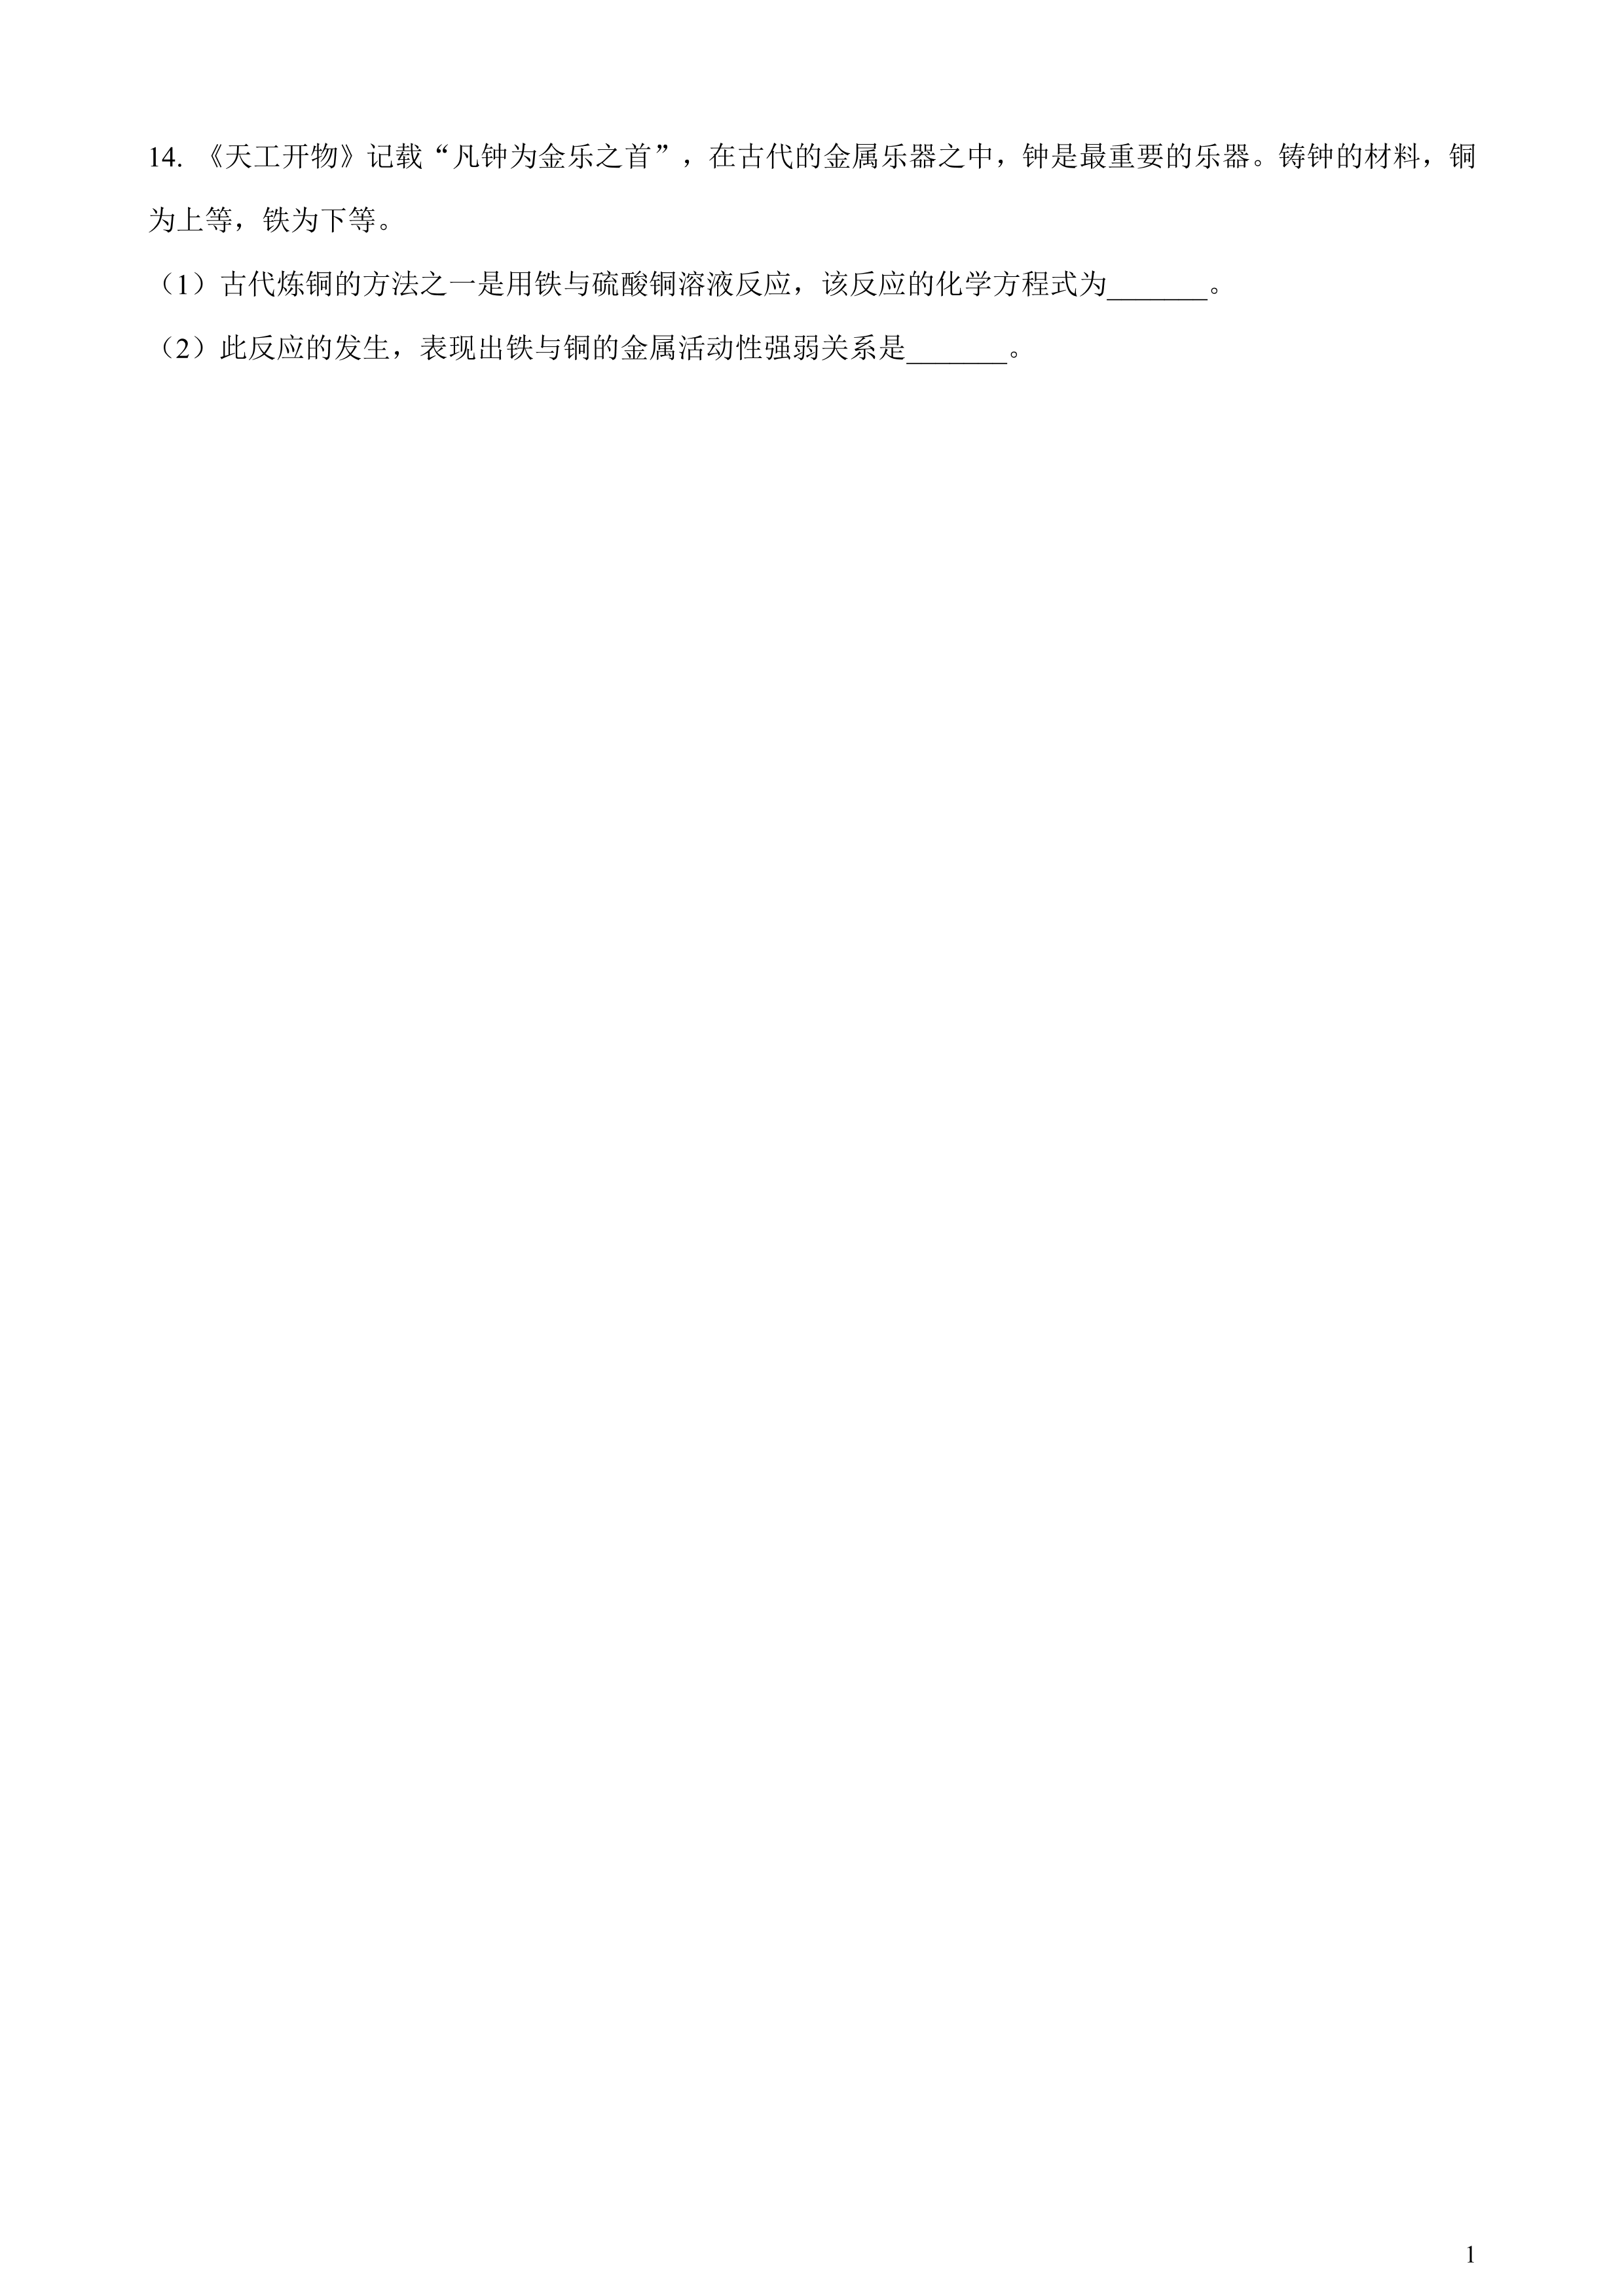 14. 《天工开物》记载“凡钟为金乐之首”，在古代的金属乐器之中，钟是最重要的乐器。铸钟的材料，铜
为上等，铁为下等。
（1）古代炼铜的方法之一是用铁与硫酸铜溶液反应，该反应的化学方程式为_______。
（2）此反应的发生，表现出铁与铜的金属活动性强弱关系是_______。
1